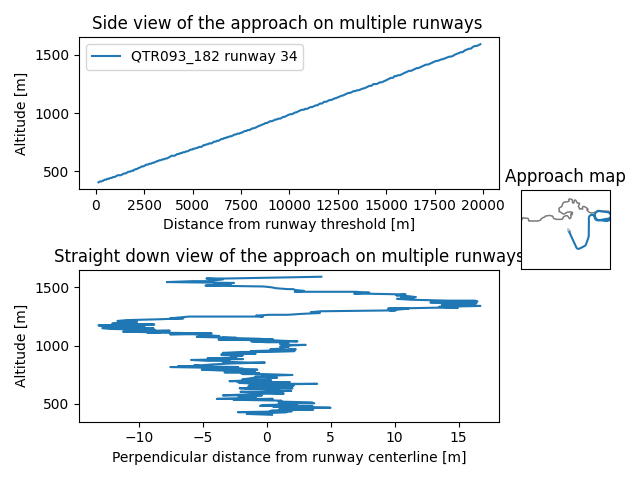 Side view of the approach on multiple runways
1500
1000
500
Altitude [m]
QTR093_182 runway 34
0 2500 5000 7500 10000 12500 15000 17500 20000
Distance from runway threshold [m]
Approach map
Straight down view of the approach on multiple runways
1500
1000
500
Altitude [m]
−10 −5 0 5 10 15
Perpendicular distance from runway centerline [m]